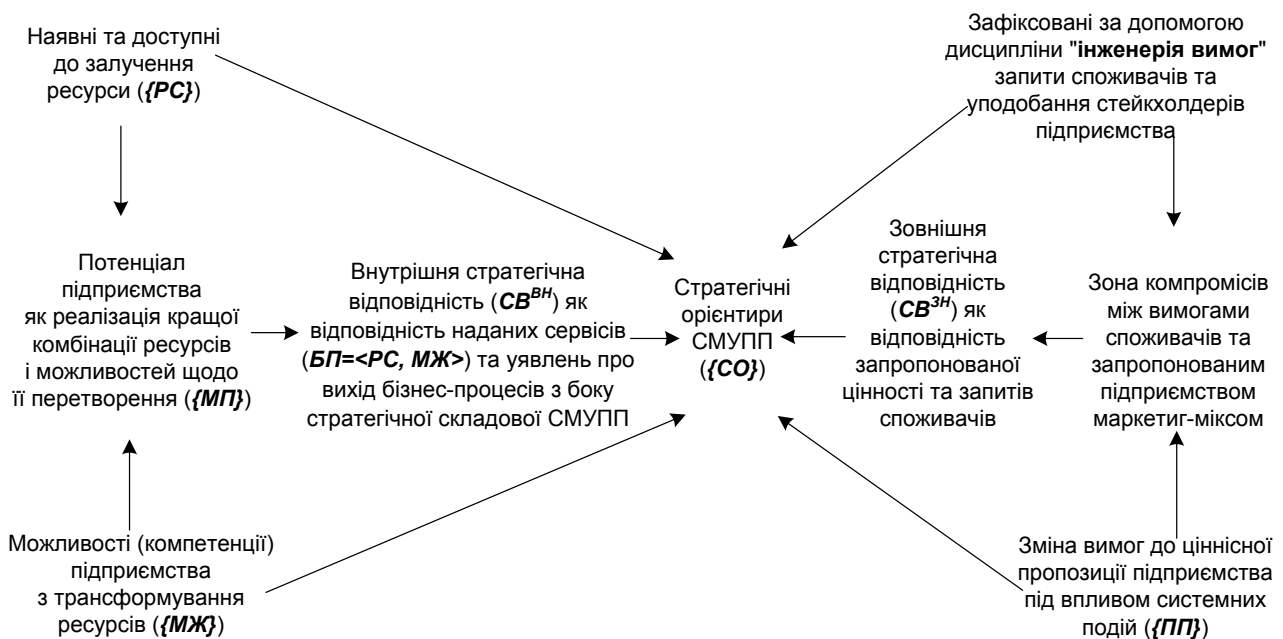 Наявні та доступні
до залучення
ресурси ({РС})
Зафіксовані за допомогою
дисципліни "інженерія вимог"
запити споживачів та
уподобання стейкхолдерів
підприємства
Потенціал
підприємства
як реалізація кращої
комбінації ресурсів
і можливостей щодо
її перетворення ({МП})
Внутрішня стратегічна
відповідність (СВ^ВН) як
відповідність наданих сервісів
(БП=<РС, МЖ>) та уявлень про
вихід бізнес-процесів з боку
стратегічної складової СМУПП
Стратегічні
орієнтири
СМУПП
({СО})
Зовнішня
стратегічна
відповідність
(СВ^ЗН) як
відповідність
запропонованої
цінності та запитів
споживачів
Зона компромісів
між вимогами
споживачів та
запропонованим
підприємством
маркетиг-міксом
Можливості (компетенції)
підприємства
з трансформування
ресурсів ({МЖ})
Зміна вимог до ціннісної
пропозиції підприємства
під впливом системних
подій ({ПП})